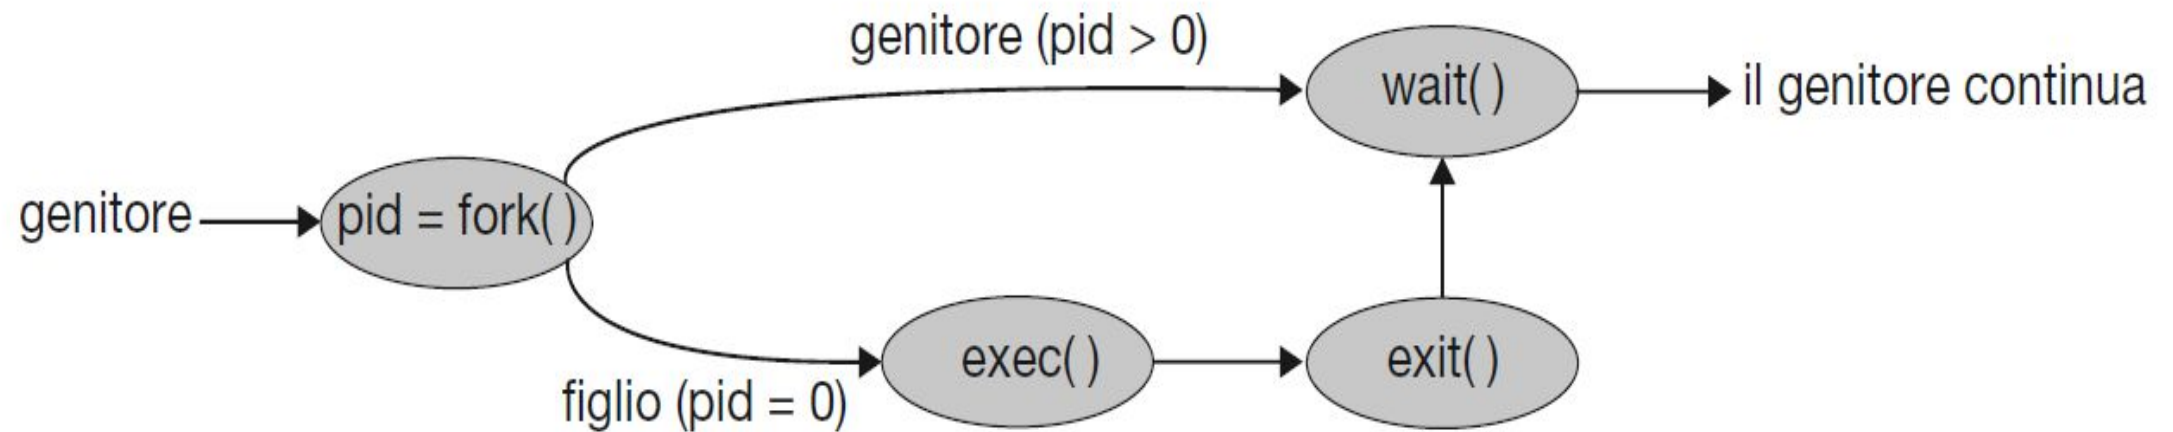 genitore (pid > 0)
wait()
il genitore continua
genitore
pid = fork()
exec()
exit()
figlio (pid = 0)